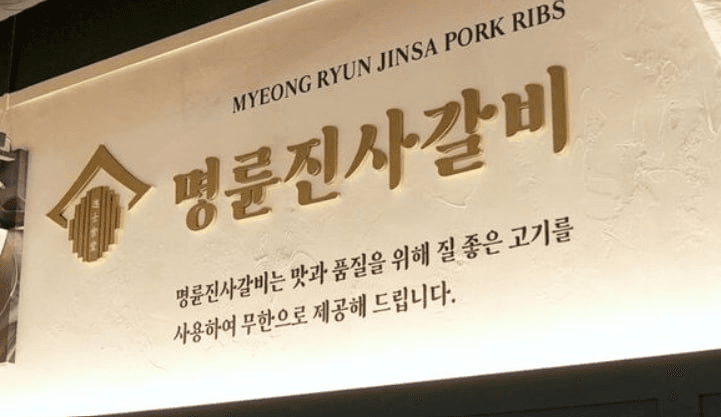 MYEONG RYUN JINSA PORK RIBS
명륜진사갈비
명륜진사갈비는 맛과 품질을 위해 질 좋은 고기를
사용하여 무한으로 제공해 드립니다.